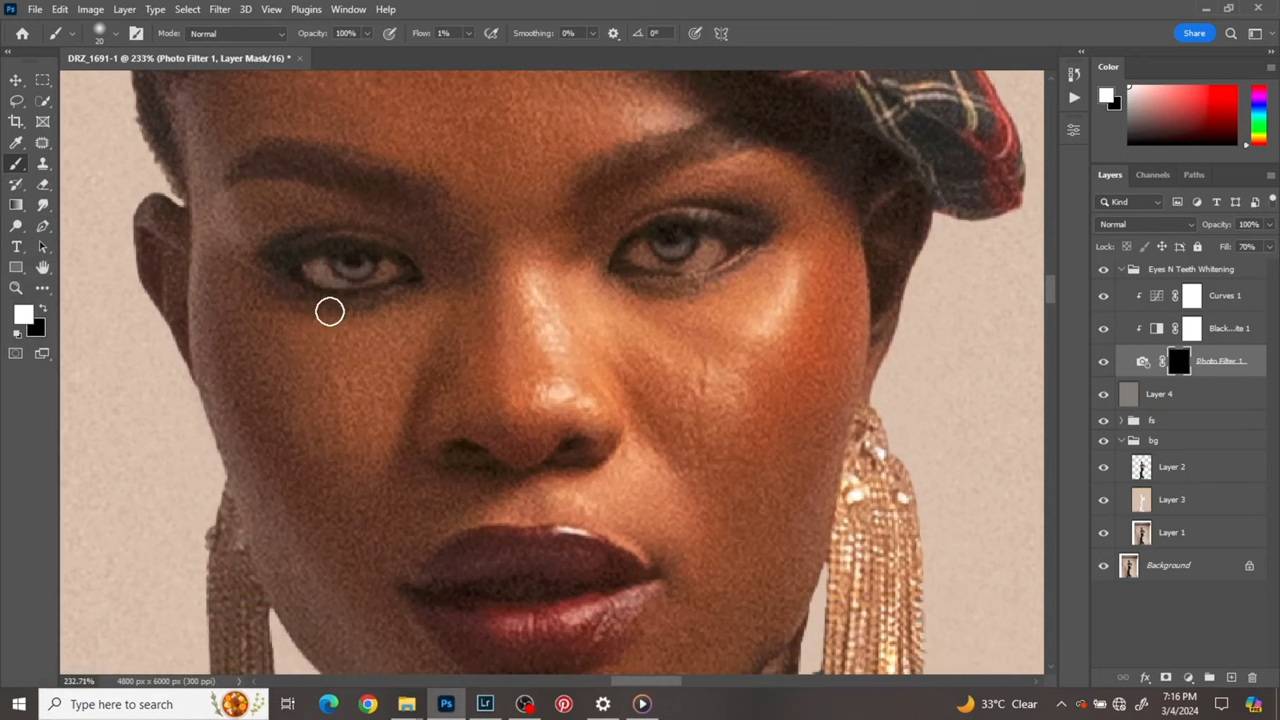 Ps File Edit Image Layer Type Select Filter 3D View Plugins Window Help
20 Mode: Normal Opacity: 100% Flow: 1% Smoothing: 0% 0° Share
DRZ_1691-1 @ 233% (Photo Filter 1, Layer Mask/16) * ×
Color
Layers Channels Paths
Kind
Normal Opacity: 100%
Lock: Fill: 70%
Eyes N Teeth Whitening
Curves 1
Black...ite 1
Photo Filter 1
Layer 4
fs
bg
Layer 2
Layer 3
Layer 1
Background
232.71% 4800 px x 6000 px (300 ppi)
Type here to search
Ps Lr 33°C Clear 7:16 PM
3/4/2024